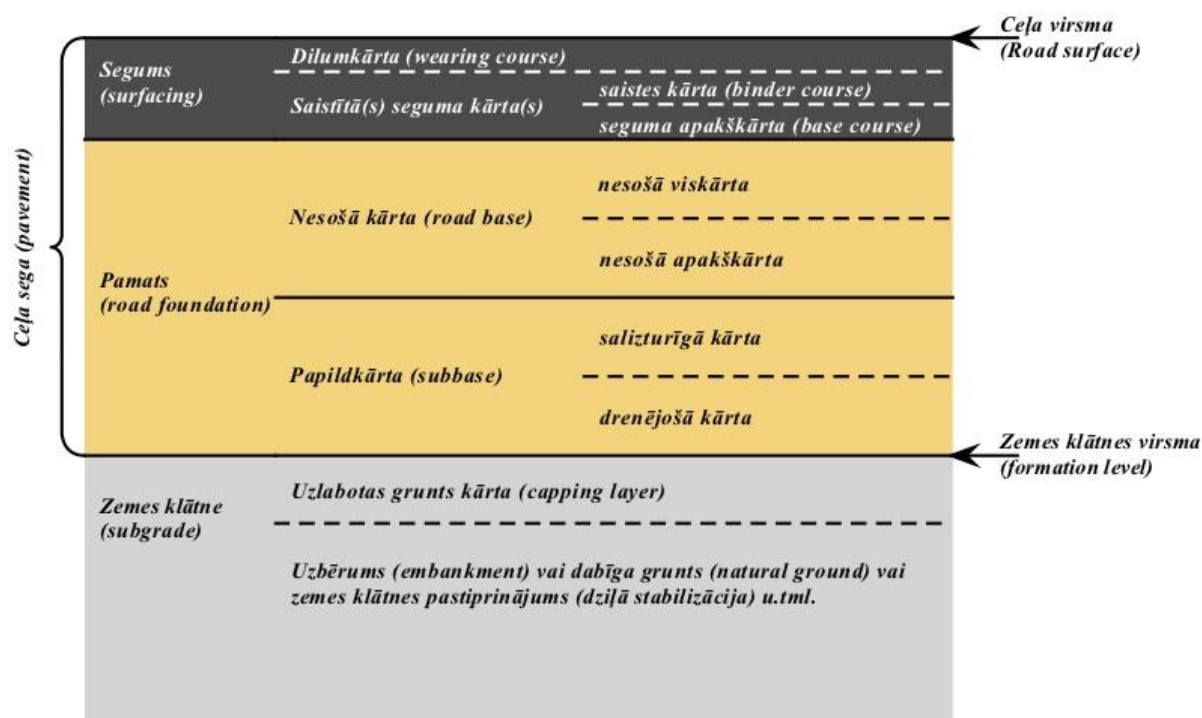 Ceļa virsma
(Road surface)
Segums
(surfacing)
Dilumkārta (wearing course)
Saistītā(s) seguma kārta(s)
saistes kārta (binder course)
seguma apakškārta (base course)
Ceļa sega (pavement)
Pamats
(road foundation)
Nesošā kārta (road base)
nesošā viskārta
nesošā apakškārta
Papildkārta (subbase)
salizturīgā kārta
drenējošā kārta
Zemes klātnes virsma
(formation level)
Zemes klātne
(subgrade)
Uzlabotas grunts kārta (capping layer)
Uzbērums (embankment) vai dabīga grunts (natural ground) vai
zemes klātnes pastiprinājums (dziļā stabilizācija) u.tml.